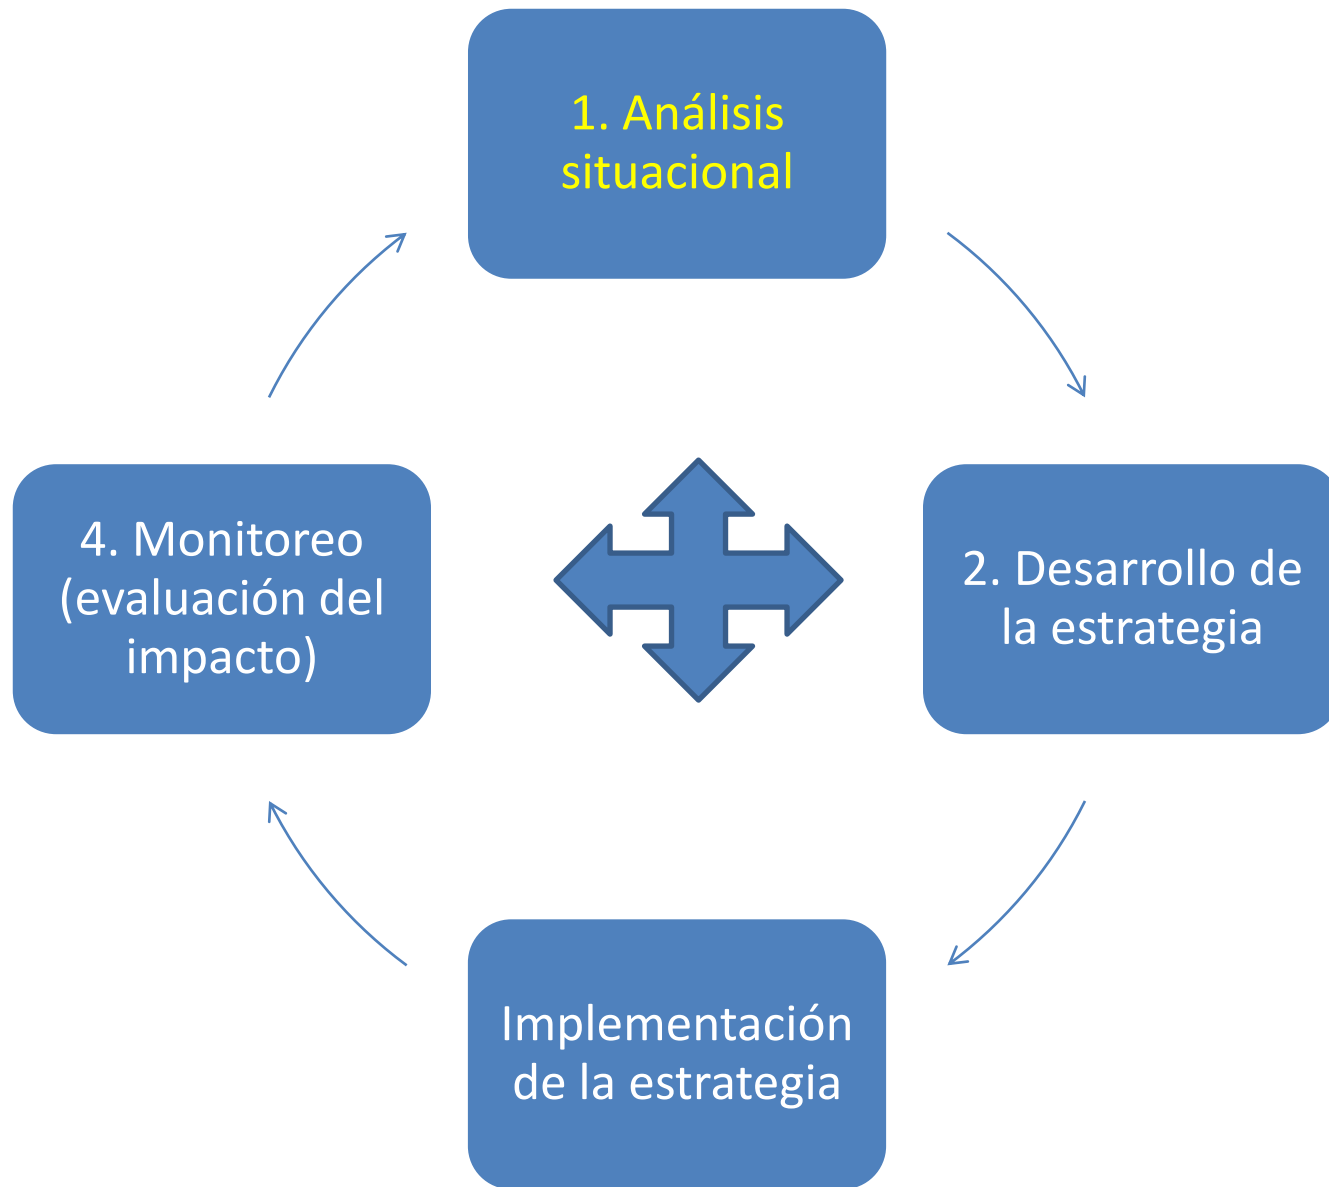 1. Análisis
situacional
2. Desarrollo de
la estrategia
Implementación
de la estrategia
4. Monitoreo
(evaluación del
impacto)